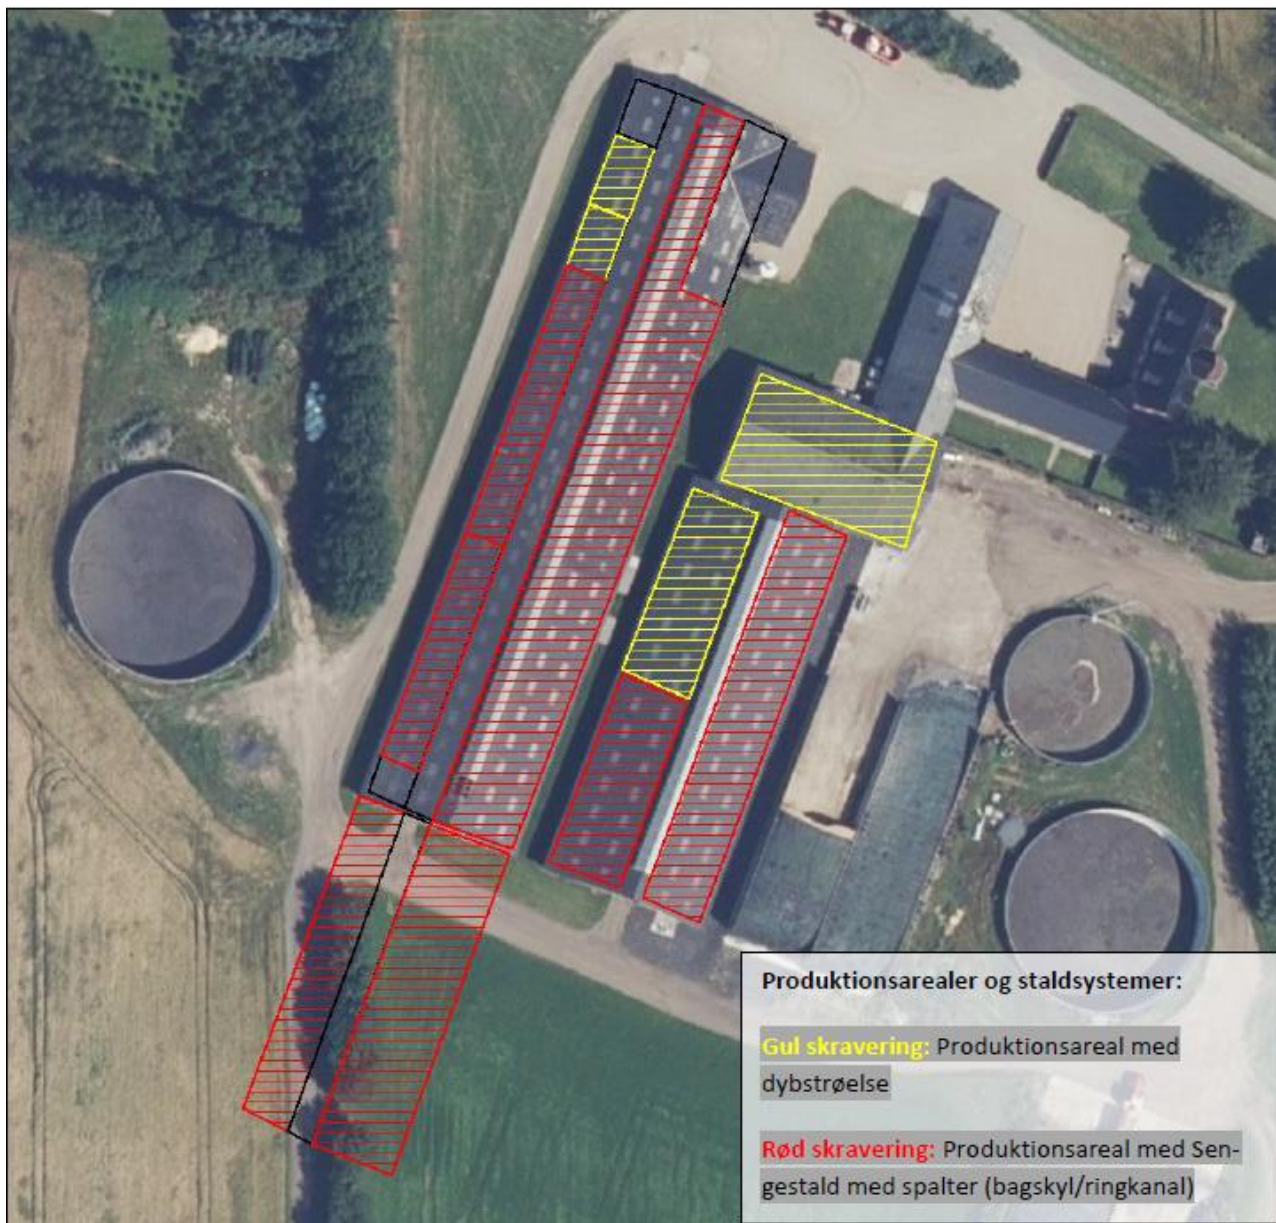 Produktionsarealer og staldsystemer:
Gul skravering: Produktionsareal med
dybstrøelse
Rød skravering: Produktionsareal med Sen-
gestald med spalter (bagskyl/ringkanal)